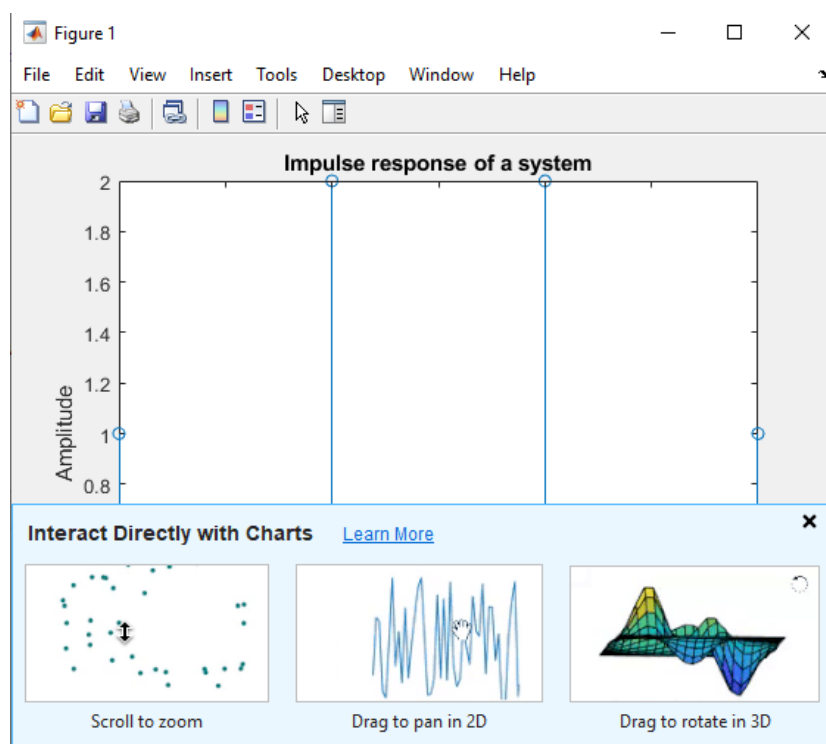 Figure 1
File Edit View Insert Tools Desktop Window Help
Impulse response of a system
2
1.8
1.6
1.4
1.2
1
0.8
Amplitude
Interact Directly with Charts Learn More
Scroll to zoom Drag to pan in 2D Drag to rotate in 3D